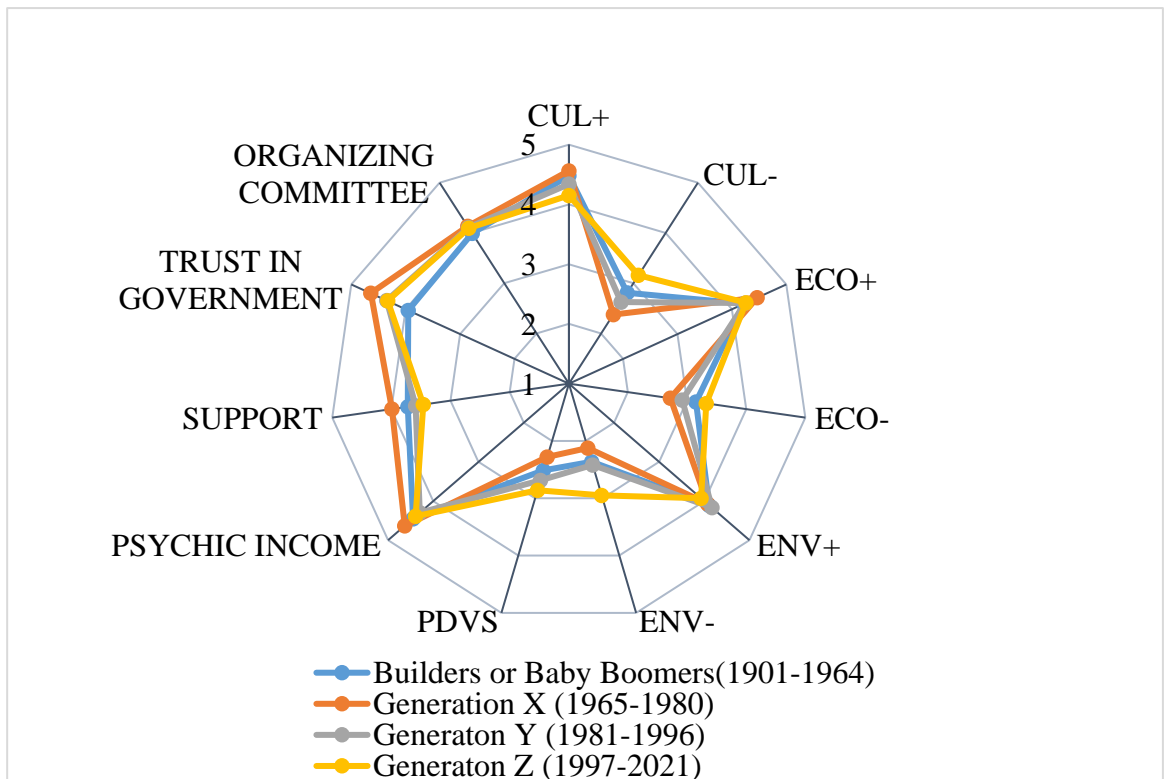 CUL+
5
ORGANIZING
COMMITTEE
CUL-
4
TRUST IN
GOVERNMENT
ECO+
3
2
1
SUPPORT
ECO-
PSYCHIC INCOME
ENV+
PDVS
ENV-
Builders or Baby Boomers(1901-1964)
Generation X (1965-1980)
Generaton Y (1981-1996)
Generaton Z (1997-2021)